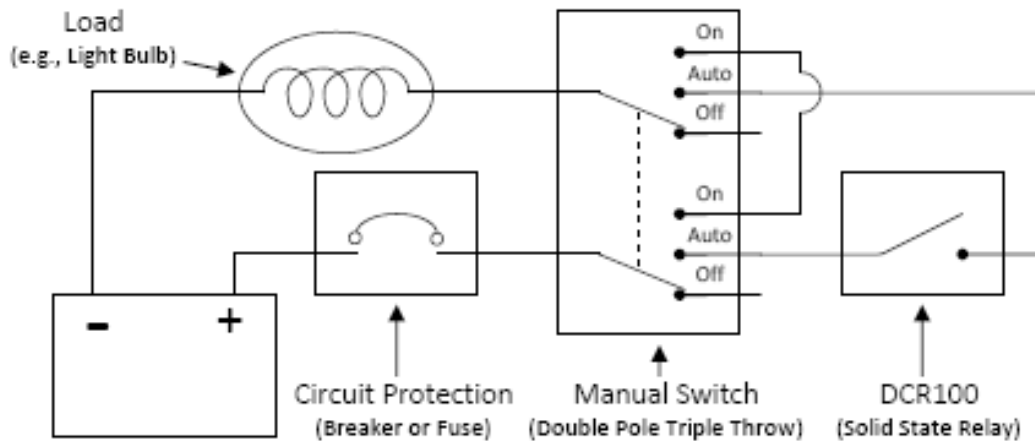 Load
(e.g., Light Bulb)
On
Auto
Off
On
Auto
Off
- +
Circuit Protection
(Breaker or Fuse)
Manual Switch
(Double Pole Triple Throw)
DCR100
(Solid State Relay)